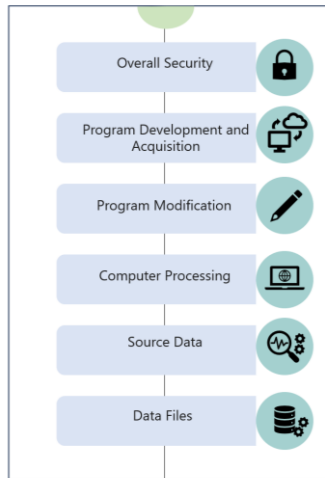 Overall Security
Program Development and
Acquisition
Program Modification
Computer Processing
Source Data
Data Files